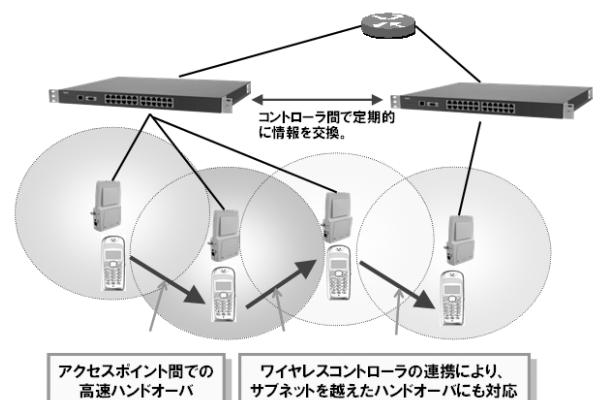 コントローラ間で定期的
に情報を交換。
アクセスポイント間での
高速ハンドオーバ
ワイヤレスコントローラの連携により、
サブネットを越えたハンドオーバにも対応